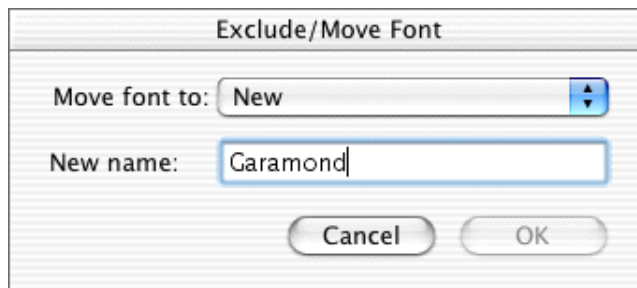 Exclude/Move Font
Move font to: New
New name: Garamond
Cancel OK